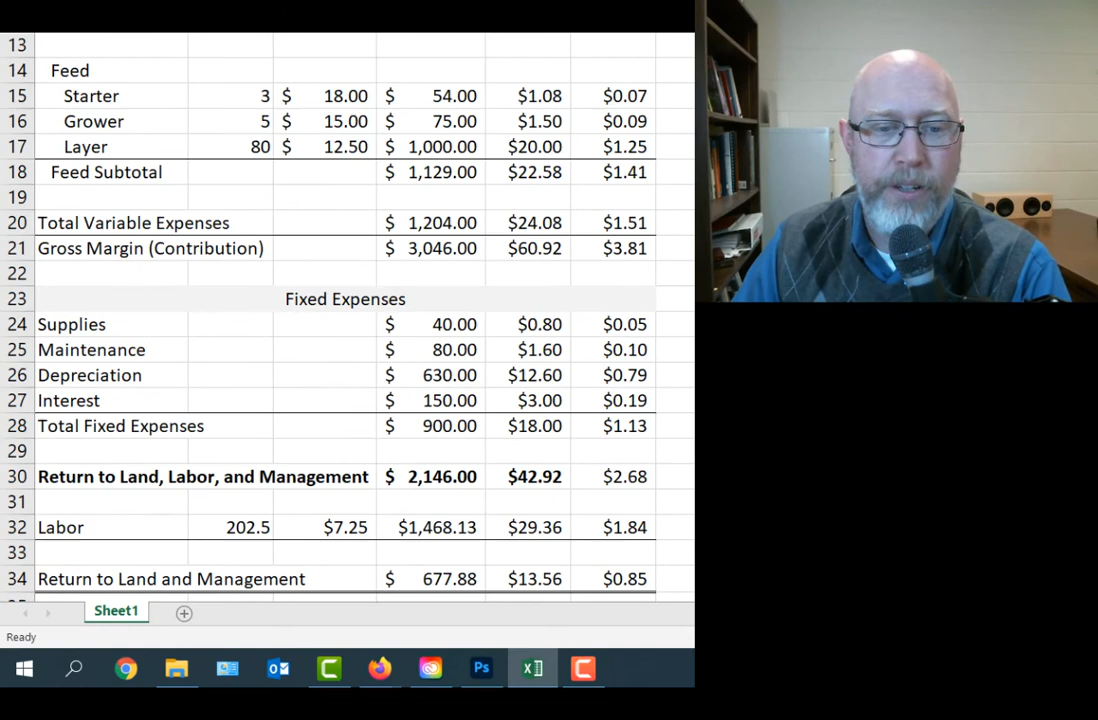 13
14 Feed
15 Starter 3 $ 18.00 $ 54.00 $1.08 $0.07
16 Grower 5 $ 15.00 $ 75.00 $1.50 $0.09
17 Layer 80 $ 12.50 $ 1,000.00 $20.00 $1.25
18 Feed Subtotal $ 1,129.00 $22.58 $1.41
19
20 Total Variable Expenses $ 1,204.00 $24.08 $1.51
21 Gross Margin (Contribution) $ 3,046.00 $60.92 $3.81
22
23 Fixed Expenses
24 Supplies $ 40.00 $0.80 $0.05
25 Maintenance $ 80.00 $1.60 $0.10
26 Depreciation $ 630.00 $12.60 $0.79
27 Interest $ 150.00 $3.00 $0.19
28 Total Fixed Expenses $ 900.00 $18.00 $1.13
29
30 Return to Land, Labor, and Management $ 2,146.00 $42.92 $2.68
31
32 Labor 202.5 $7.25 $1,468.13 $29.36 $1.84
33
34 Return to Land and Management $ 677.88 $13.56 $0.85
Sheet1
Ready
Ps